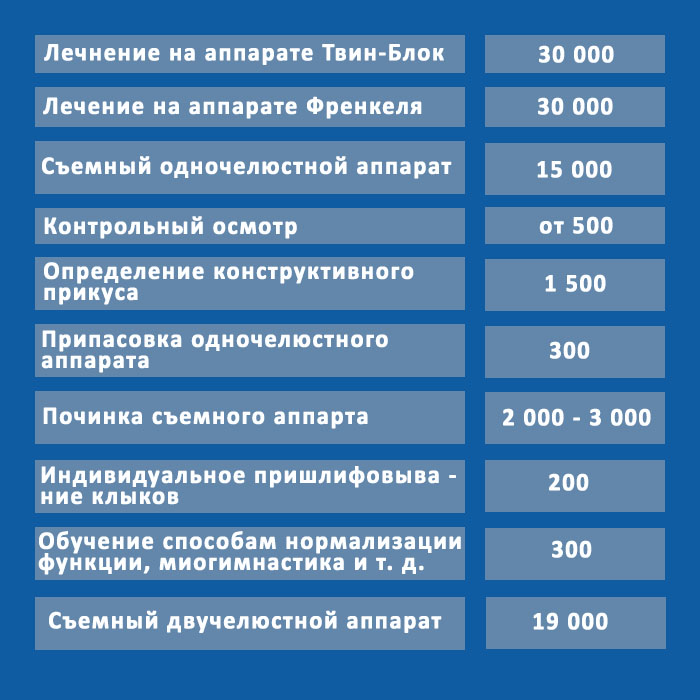 Лечнение на аппарате Твин-Блок 30 000
Лечение на аппарате Френкеля 30 000
Съемный одночелюстной аппарат 15 000
Контрольный осмотр от 500
Определение конструктивного
прикуса 1 500
Припасовка одночелюстного
аппарата 300
Починка съемного аппарта 2 000 - 3 000
Индивидуальное пришлифовыва -
ние клыков 200
Обучение способам нормализации
функции, миогимнастика и т. д. 300
Съемный двучелюстной аппарат 19 000